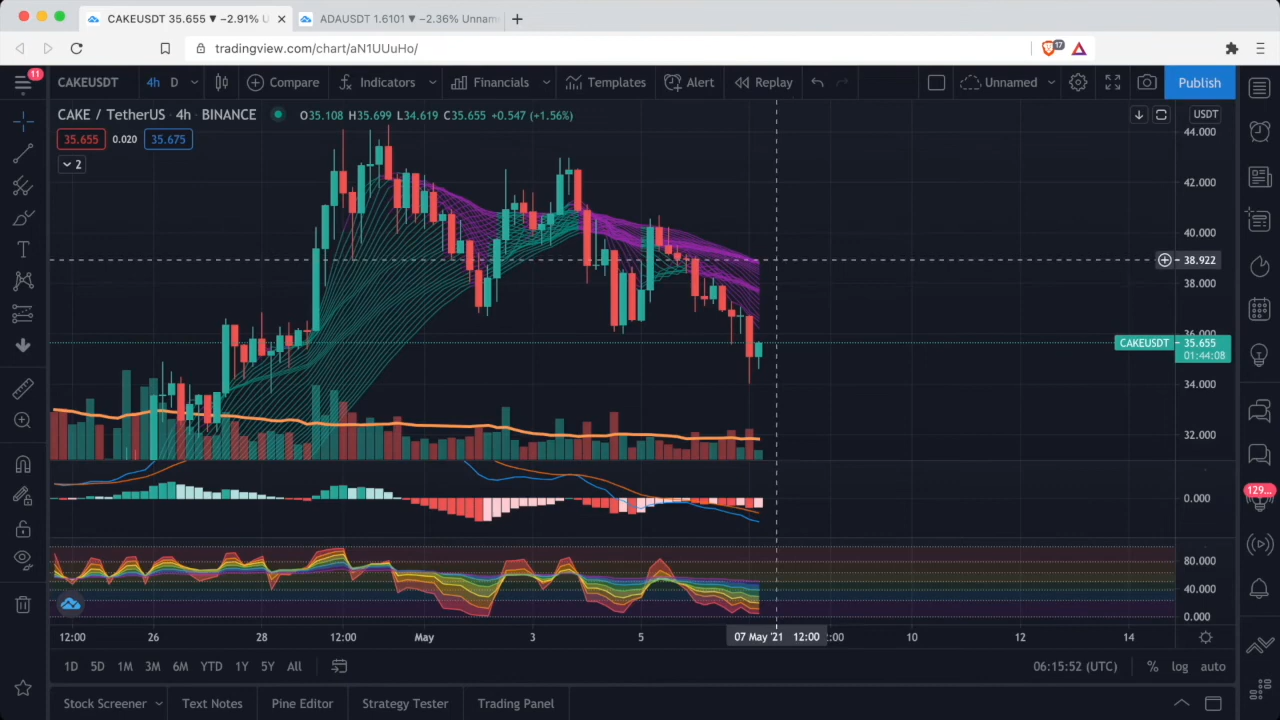 CAKEUSDT 35.655 ▼ −2.91% U
ADAUSDT 1.6101 ▼ −2.36% Unnam
tradingview.com/chart/aN1UUuHo/
17
11
CAKEUSDT 4h D Compare Indicators Financials Templates Alert Replay Unnamed Publish
CAKE / TetherUS · 4h · BINANCE O35.108 H35.699 L34.619 C35.655 +0.547 (+1.56%) USDT
35.655 0.020 35.675
2
44.000
42.000
40.000
38.922
38.000
36.000
CAKEUSDT 35.655
01:44:08
34.000
32.000
129...
0.000
80.000
40.000
0.000
12:00 26 28 12:00 May 3 5 07 May '21 12:00 :00 10 12 14
1D 5D 1M 3M 6M YTD 1Y 5Y All 06:15:52 (UTC) % log auto
Stock Screener Text Notes Pine Editor Strategy Tester Trading Panel